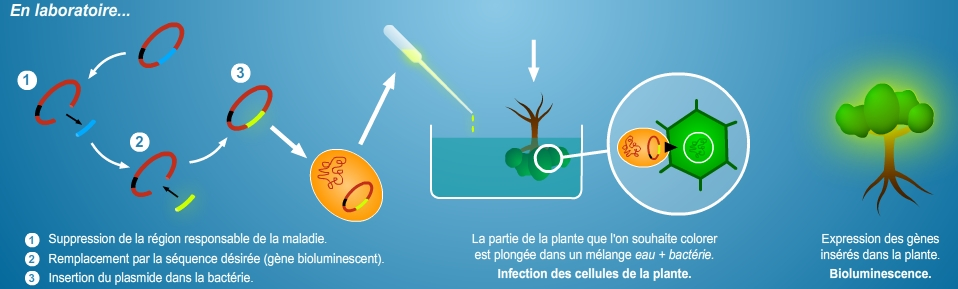 En laboratoire...
1
2
3
1 Suppression de la région responsable de la maladie.
2 Remplacement par la séquence désirée (gène bioluminescent).
3 Insertion du plasmide dans la bactérie.
La partie de la plante que l'on souhaite colorer
est plongée dans un mélange eau + bactérie.
Infection des cellules de la plante.
Expression des gènes
insérés dans la plante.
Bioluminescence.